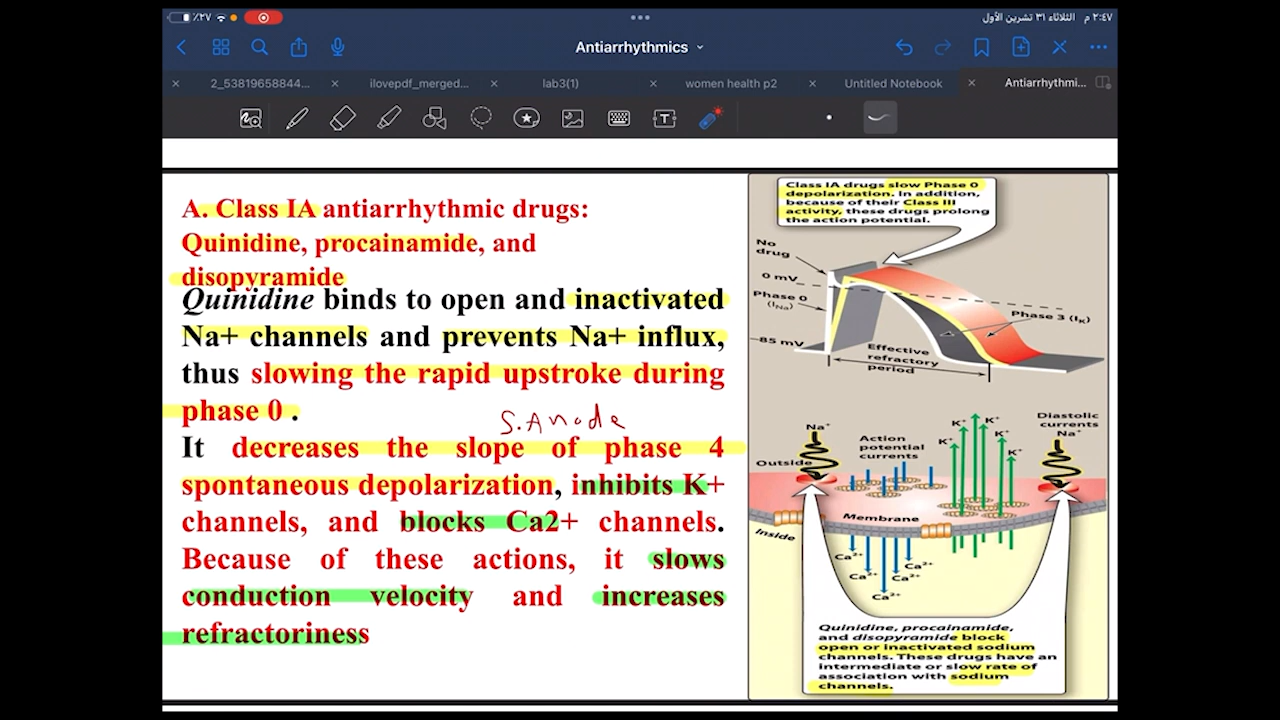 ٢:٤٧ م الثلاثاء ٣١ تشرين الأول
٪٢٧
Antiarrhythmics
2_53819658844...
ilovepdf_merged...
lab3(1)
women health p2
Untitled Notebook
Antiarrhythmi...
A. Class IA antiarrhythmic drugs:
Quinidine, procainamide, and
disopyramide
Quinidine binds to open and inactivated
Na+ channels and prevents Na+ influx,
thus slowing the rapid upstroke during
phase 0 .
S.A node
It decreases the slope of phase 4
spontaneous depolarization, inhibits K+
channels, and blocks Ca2+ channels.
Because of these actions, it slows
conduction velocity and increases
refractoriness
Class IA drugs slow Phase 0
depolarization. In addition,
because of their Class III
activity, these drugs prolong
the action potential.
No
drug
0 mV
Phase 0
(INa)
-85 mV
Phase 3 (IK)
Effective
refractory
period
Na+
Action
potential
currents
K+
K+
K+
K+
K+
Diastolic
currents
Na+
Outside
Membrane
Inside
Ca2+
Ca2+
Ca2+
Ca2+
Ca2+
Quinidine, procainamide,
and disopyramide block
open or inactivated sodium
channels. These drugs have an
intermediate or slow rate of
association with sodium
channels.